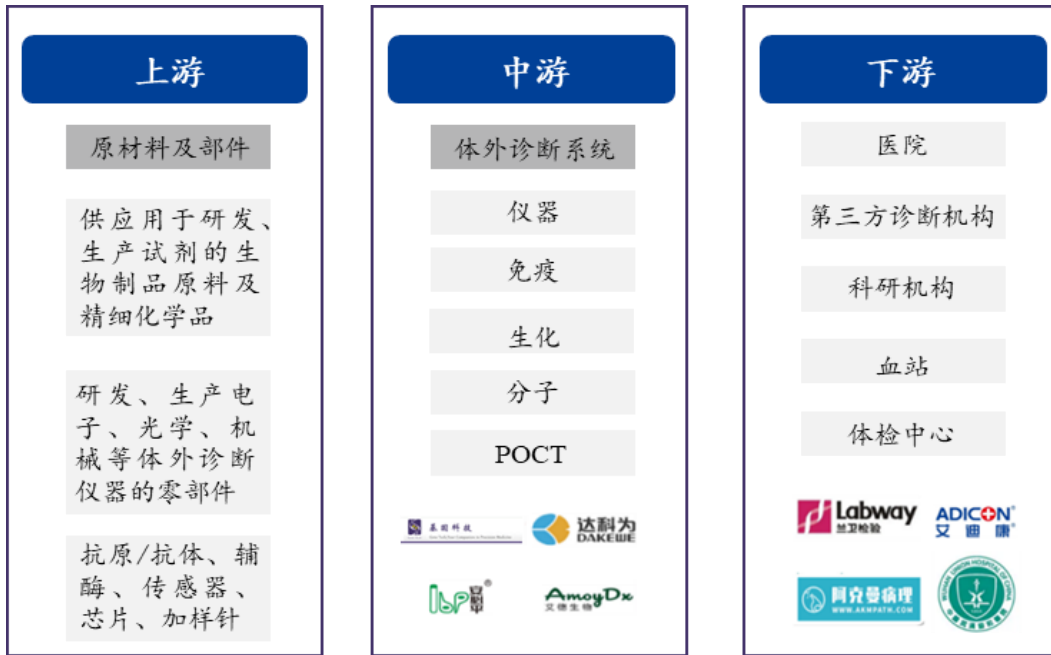 上游
原材料及部件
供应用于研发、
生产试剂的生
物制品原料及
精细化学品
研发、生产电
子、光学、机
械等体外诊断
仪器的零部件
抗原/抗体、辅
酶、传感器、
芯片、加样针
中游
体外诊断系统
仪器
免疫
生化
分子
POCT
达科为
DAKEWE
AmoyDx
艾德生物
下游
医院
第三方诊断机构
科研机构
血站
体检中心
Labway
兰卫检验
ADICON
艾迪康
阿克曼病理
WWW.AKMPATH.COM